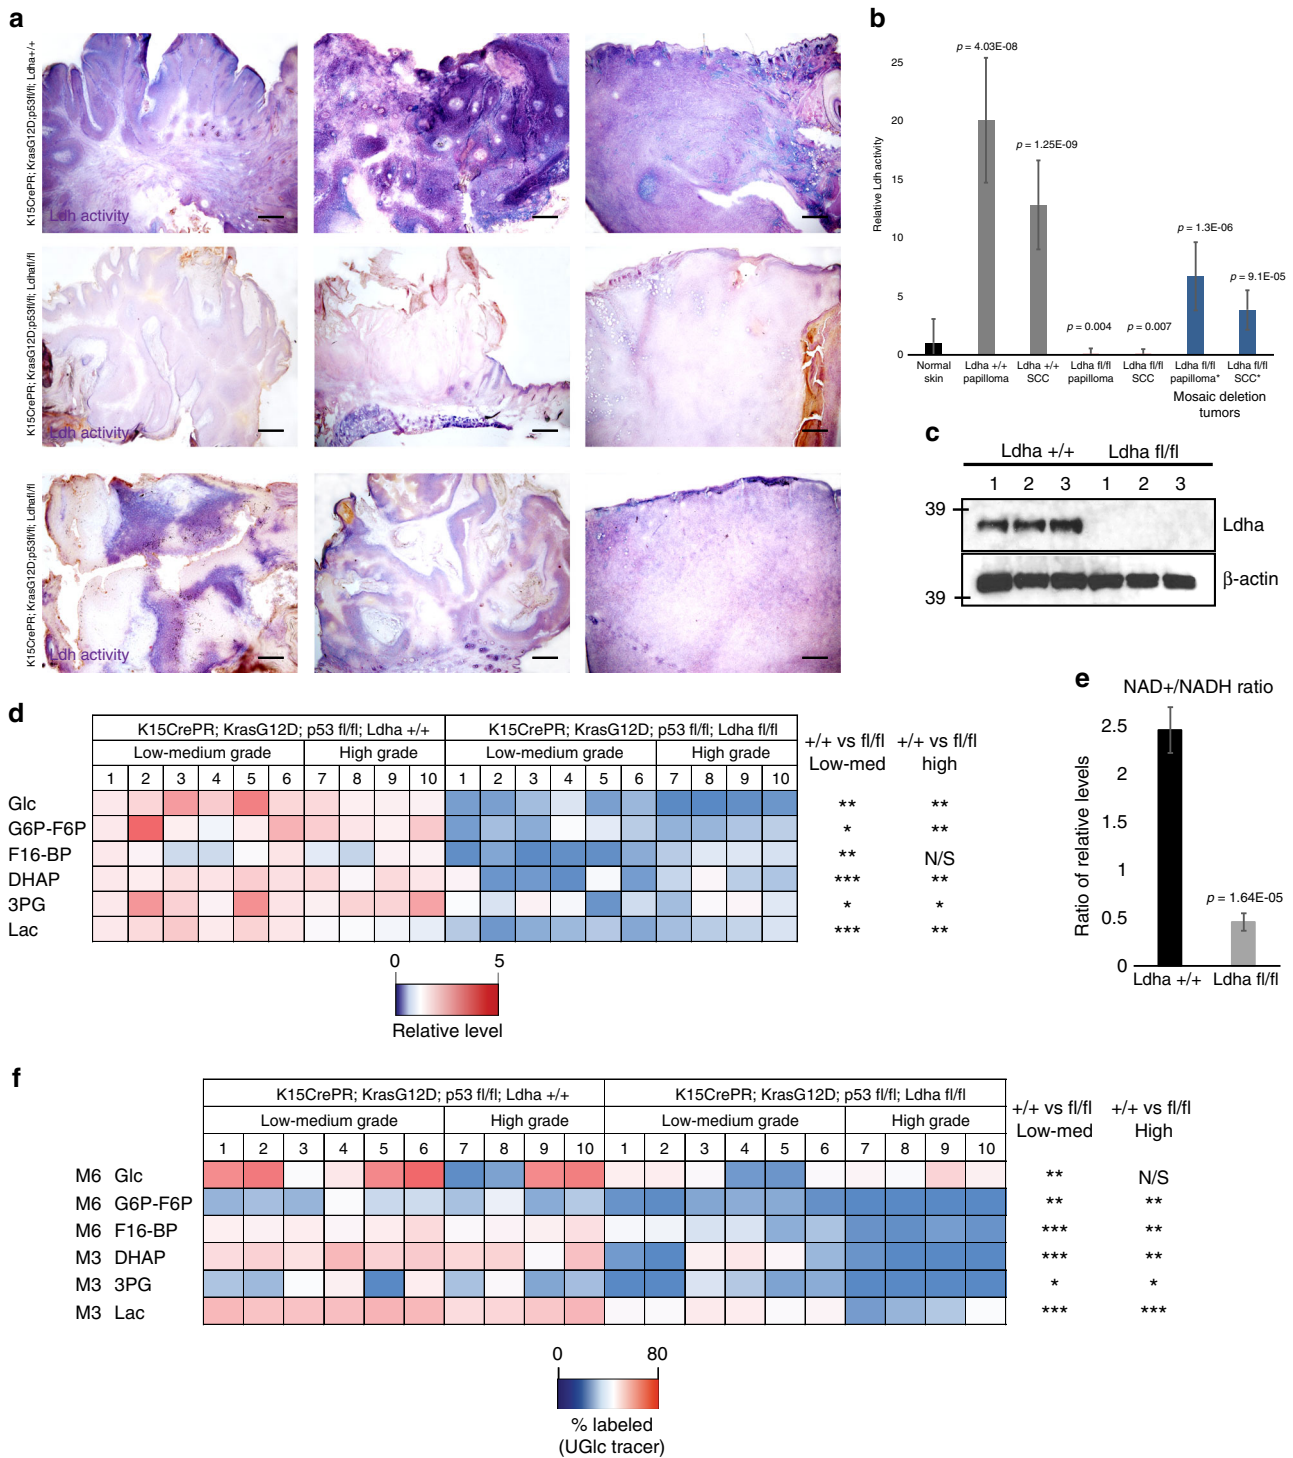 a
K15CrePR; KrasG12D;p53fl/fl; Ldha+/+
Ldh activity
K15CrePR; KrasG12D;p53fl/fl; Ldhafl/fl
Ldh activity
K15CrePR; KrasG12D;p53fl/fl; Ldhafl/fl
Ldh activity
b
Relative Ldh activity
25
20
15
10
5
0
p = 4.03E-08
p = 1.25E-09
p = 0.004
p = 0.007
p = 1.3E-06
p = 9.1E-05
Normal skin
Ldha +/+ papilloma
Ldha +/+ SCC
Ldha fl/fl papilloma
Ldha fl/fl SCC
Ldha fl/fl papilloma*
Ldha fl/fl SCC*
Mosaic deletion
tumors
c
Ldha +/+ Ldha fl/fl
1 2 3 1 2 3
39
Ldha
β-actin
39
d
K15CrePR; KrasG12D; p53 fl/fl; Ldha +/+ K15CrePR; KrasG12D; p53 fl/fl; Ldha fl/fl
Low-medium grade High grade Low-medium grade High grade
+/+ vs fl/fl Low-med
+/+ vs fl/fl high
1 2 3 4 5 6 7 8 9 10 1 2 3 4 5 6 7 8 9 10
Glc ** **
G6P-F6P * **
F16-BP ** N/S
DHAP *** **
3PG * *
Lac *** **
0 5
Relative level
e
NAD+/NADH ratio
Ratio of relative levels
2.5
2
1.5
1
0.5
0
p = 1.64E-05
Ldha +/+ Ldha fl/fl
f
K15CrePR; KrasG12D; p53 fl/fl; Ldha +/+ K15CrePR; KrasG12D; p53 fl/fl; Ldha fl/fl
Low-medium grade High grade Low-medium grade High grade
+/+ vs fl/fl Low-med
+/+ vs fl/fl High
1 2 3 4 5 6 7 8 9 10 1 2 3 4 5 6 7 8 9 10
M6 Glc ** N/S
M6 G6P-F6P ** **
M6 F16-BP *** **
M3 DHAP *** **
M3 3PG * *
M3 Lac *** ***
0 80
% labeled
(UGlc tracer)